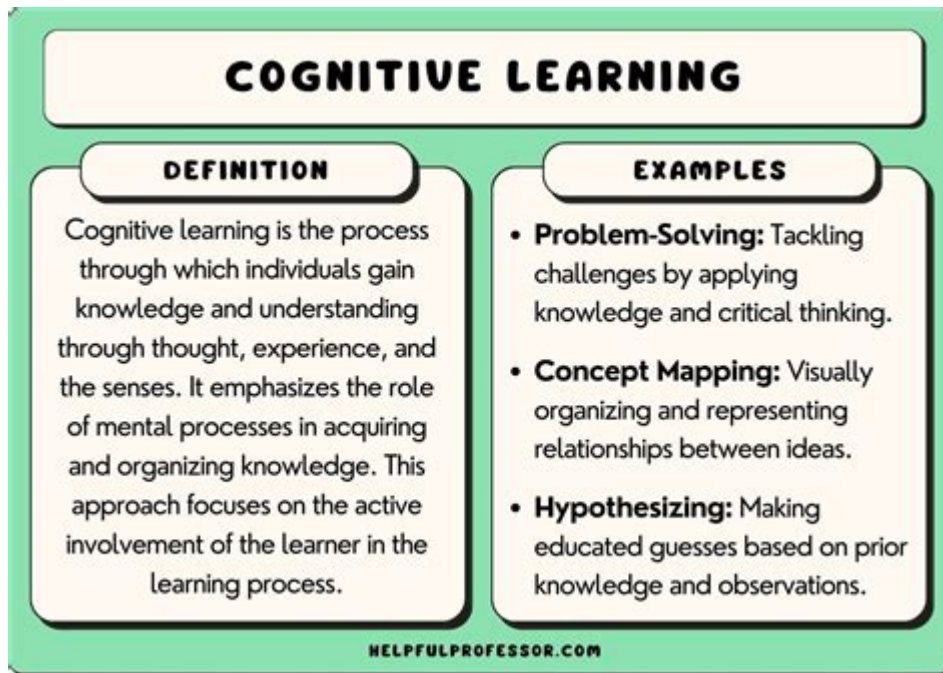 COGNITIVE LEARNING
DEFINITION
Cognitive learning is the process
through which individuals gain
knowledge and understanding
through thought, experience, and
the senses. It emphasizes the role
of mental processes in acquiring
and organizing knowledge. This
approach focuses on the active
involvement of the learner in the
learning process.
EXAMPLES
• Problem-Solving: Tackling
challenges by applying
knowledge and critical thinking.
• Concept Mapping: Visually
organizing and representing
relationships between ideas.
• Hypothesizing: Making
educated guesses based on prior
knowledge and observations.
HELPFULPROFESSOR.COM